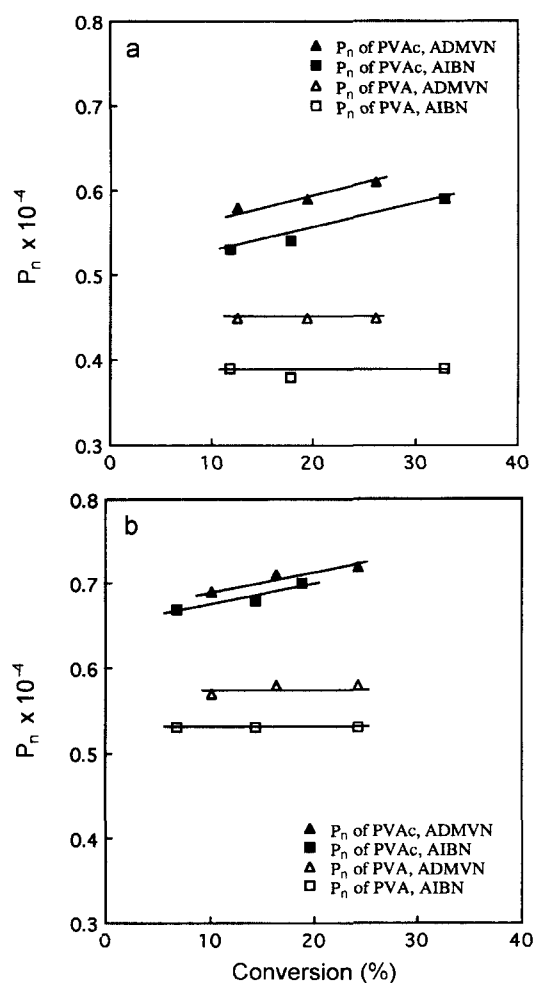 a
0.8
0.7
0.6
0.5
0.4
0.3
Pn x 10-4
▲ Pn of PVAc, ADMVN
■ Pn of PVAc, AIBN
△ Pn of PVA, ADMVN
□ Pn of PVA, AIBN
0 10 20 30 40
b
0.8
0.7
0.6
0.5
0.4
0.3
Pn x 10-4
▲ Pn of PVAc, ADMVN
■ Pn of PVAc, AIBN
△ Pn of PVA, ADMVN
□ Pn of PVA, AIBN
0 10 20 30 40
Conversion (%)